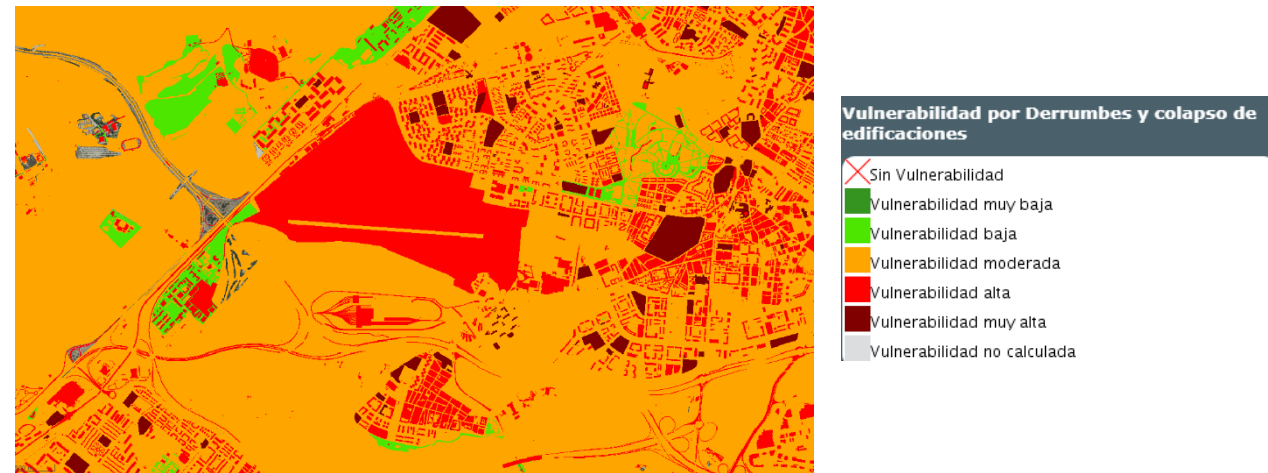 Vulnerabilidad por Derrumbes y colapso de
edificaciones
Sin Vulnerabilidad
Vulnerabilidad muy baja
Vulnerabilidad baja
Vulnerabilidad moderada
Vulnerabilidad alta
Vulnerabilidad muy alta
Vulnerabilidad no calculada